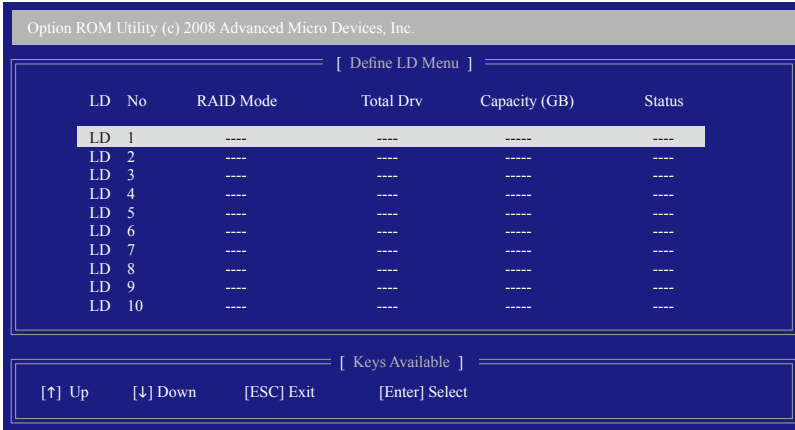 Option ROM Utility (c) 2008 Advanced Micro Devices, Inc.
[ Define LD Menu ]
LD No RAID Mode Total Drv Capacity (GB) Status
LD 1 ---- ---- ----- ----
LD 2 ---- ---- ----- ----
LD 3 ---- ---- ----- ----
LD 4 ---- ---- ----- ----
LD 5 ---- ---- ----- ----
LD 6 ---- ---- ----- ----
LD 7 ---- ---- ----- ----
LD 8 ---- ---- ----- ----
LD 9 ---- ---- ----- ----
LD 10 ---- ---- ----- ----
[ Keys Available ]
[↑] Up [↓] Down [ESC] Exit [Enter] Select